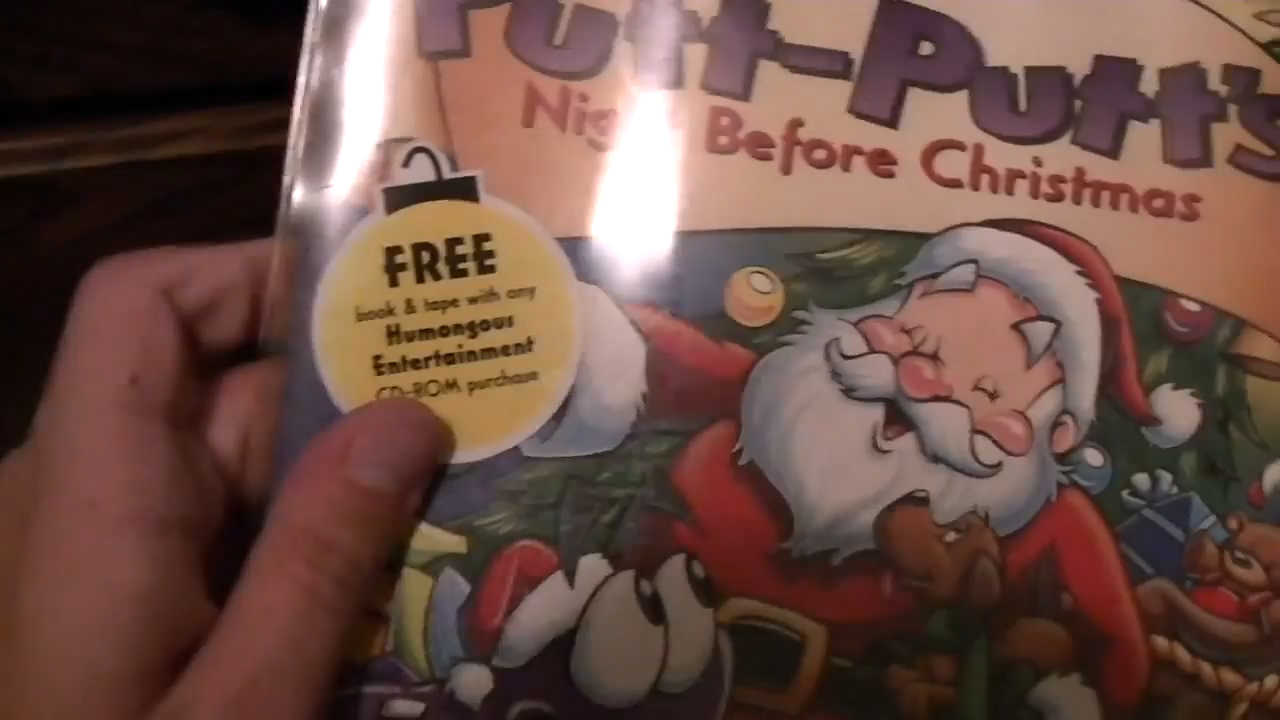 Putt-Putt's
Night Before Christmas
FREE
book & tape with any
Humongous
Entertainment
CD-ROM purchase